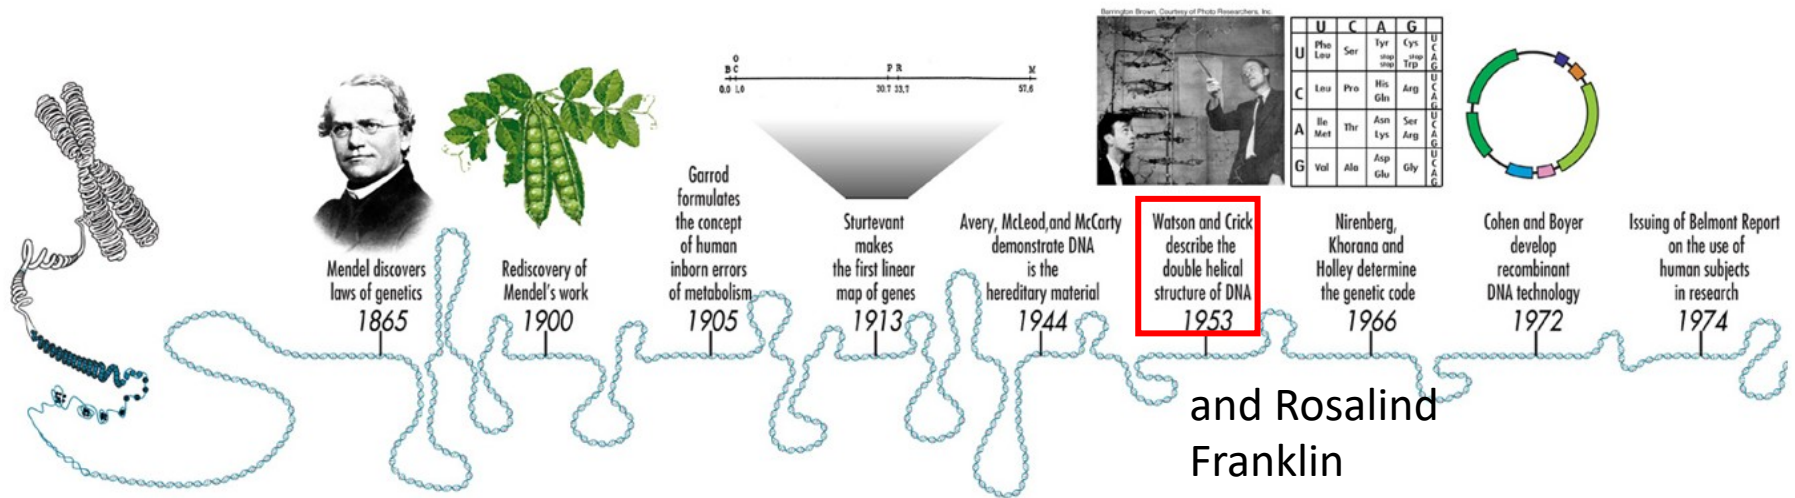 Barrington Brown, Courtesy of Photo Researchers, Inc.
O
B C P R M
0.0 1.0 30.7 33.7 57.6
U C A G
U Phe Leu Ser Tyr stop stop Cys stop Trp U C A G
C Leu Pro His Gln Arg U C A G
A Ile Met Thr Asn Lys Ser Arg U C A G
G Val Ala Asp Glu Gly U C A G
Mendel discovers
laws of genetics
1865
Rediscovery of
Mendel's work
1900
Garrod
formulates
the concept
of human
inborn errors
of metabolism
1905
Sturtevant
makes
the first linear
map of genes
1913
Avery, McLeod,and McCarty
demonstrate DNA
is the
hereditary material
1944
Watson and Crick
describe the
double helical
structure of DNA
1953
and Rosalind
Franklin
Nirenberg,
Khorana and
Holley determine
the genetic code
1966
Cohen and Boyer
develop
recombinant
DNA technology
1972
Issuing of Belmont Report
on the use of
human subjects
in research
1974